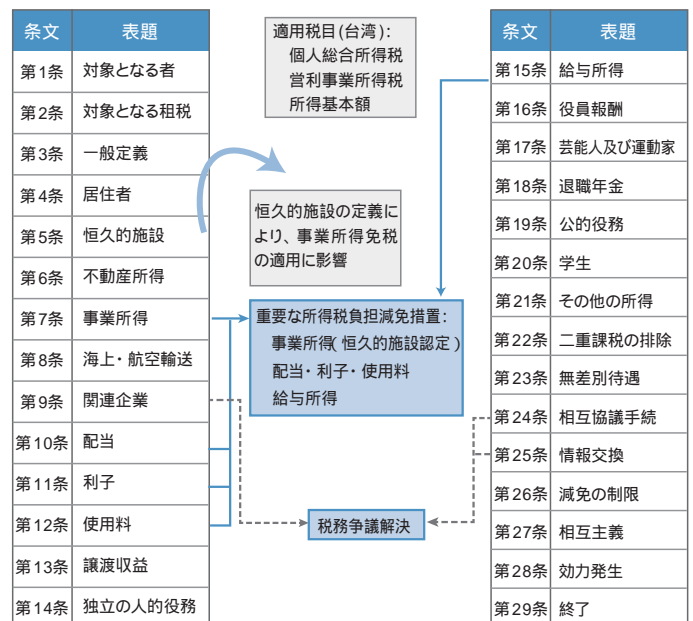 条文 表題
第1条 対象となる者
第2条 対象となる租税
第3条 一般定義
第4条 居住者
第5条 恒久的施設
第6条 不動産所得
第7条 事業所得
第8条 海上・航空輸送
第9条 関連企業
第10条 配当
第11条 利子
第12条 使用料
第13条 譲渡収益
第14条 独立の人的役務
適用税目(台湾):
個人総合所得税
営利事業所得税
所得基本額
恒久的施設の定義に
より、事業所得免税
の適用に影響
重要な所得税負担減免措置:
事業所得(恒久的施設認定)
配当・利子・使用料
給与所得
税務争議解決
条文 表題
第15条 給与所得
第16条 役員報酬
第17条 芸能人及び運動家
第18条 退職年金
第19条 公的役務
第20条 学生
第21条 その他の所得
第22条 二重課税の排除
第23条 無差別待遇
第24条 相互協議手続
第25条 情報交換
第26条 減免の制限
第27条 相互主義
第28条 効力発生
第29条 終了